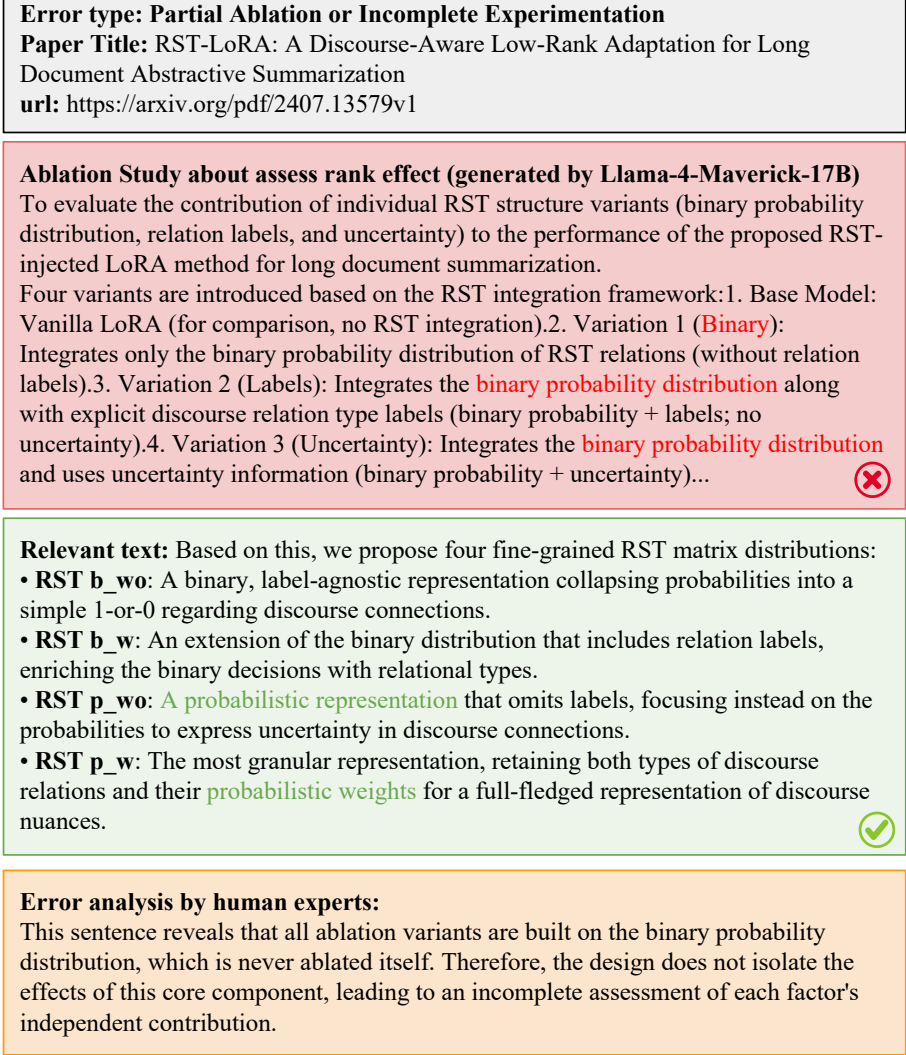 Error type: Partial Ablation or Incomplete Experimentation
Paper Title: RST-LoRA: A Discourse-Aware Low-Rank Adaptation for Long
Document Abstractive Summarization
url: https://arxiv.org/pdf/2407.13579v1
Ablation Study about assess rank effect (generated by Llama-4-Maverick-17B)
To evaluate the contribution of individual RST structure variants (binary probability
distribution, relation labels, and uncertainty) to the performance of the proposed RST-
injected LoRA method for long document summarization.
Four variants are introduced based on the RST integration framework:1. Base Model:
Vanilla LoRA (for comparison, no RST integration).2. Variation 1 (Binary):
Integrates only the binary probability distribution of RST relations (without relation
labels).3. Variation 2 (Labels): Integrates the binary probability distribution along
with explicit discourse relation type labels (binary probability + labels; no
uncertainty).4. Variation 3 (Uncertainty): Integrates the binary probability distribution
and uses uncertainty information (binary probability + uncertainty)...
Relevant text: Based on this, we propose four fine-grained RST matrix distributions:
• RST b_wo: A binary, label-agnostic representation collapsing probabilities into a
simple 1-or-0 regarding discourse connections.
• RST b_w: An extension of the binary distribution that includes relation labels,
enriching the binary decisions with relational types.
• RST p_wo: A probabilistic representation that omits labels, focusing instead on the
probabilities to express uncertainty in discourse connections.
• RST p_w: The most granular representation, retaining both types of discourse
relations and their probabilistic weights for a full-fledged representation of discourse
nuances.
Error analysis by human experts:
This sentence reveals that all ablation variants are built on the binary probability
distribution, which is never ablated itself. Therefore, the design does not isolate the
effects of this core component, leading to an incomplete assessment of each factor's
independent contribution.